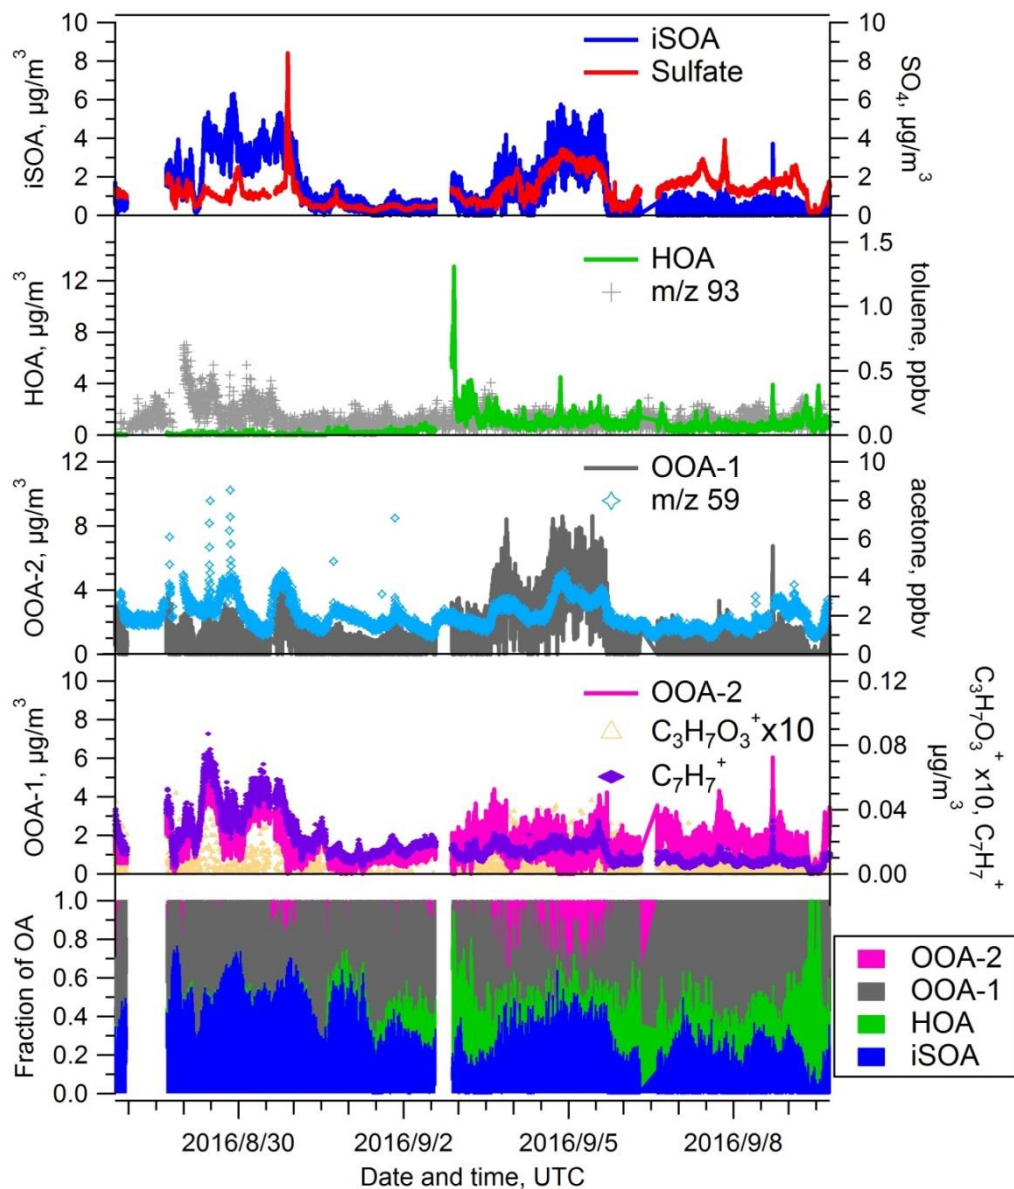 10
8
6
4
2
0
iSOA, µg/m3
iSOA
Sulfate
10
8
6
4
2
0
SO4, µg/m3
12
8
4
0
HOA, µg/m3
HOA
m/z 93
1.5
1.0
0.5
0.0
toluene, ppbv
12
8
4
0
OOA-2, µg/m3
OOA-1
m/z 59
10
8
6
4
2
0
acetone, ppbv
10
8
6
4
2
0
OOA-1, µg/m3
OOA-2
C3H7O3+x10
C7H7+
0.12
0.08
0.04
0.00
C3H7O3+ x10, C7H7+
µg/m3
1.0
0.8
0.6
0.4
0.2
0.0
Fraction of OA
OOA-2
OOA-1
HOA
iSOA
2016/8/30
2016/9/2
2016/9/5
2016/9/8
Date and time, UTC